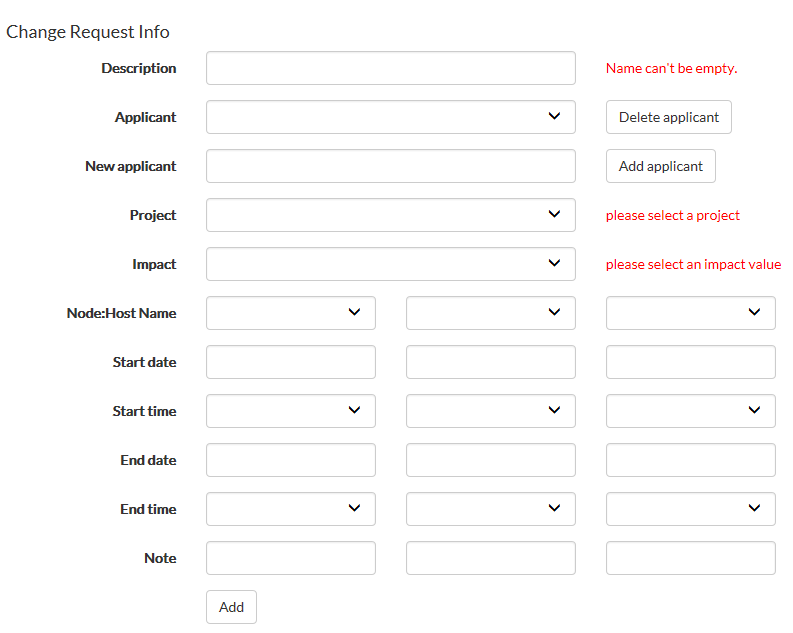 Change Request Info
Description Name can't be empty.
Applicant Delete applicant
New applicant Add applicant
Project please select a project
Impact please select an impact value
Node:Host Name
Start date
Start time
End date
End time
Note
Add